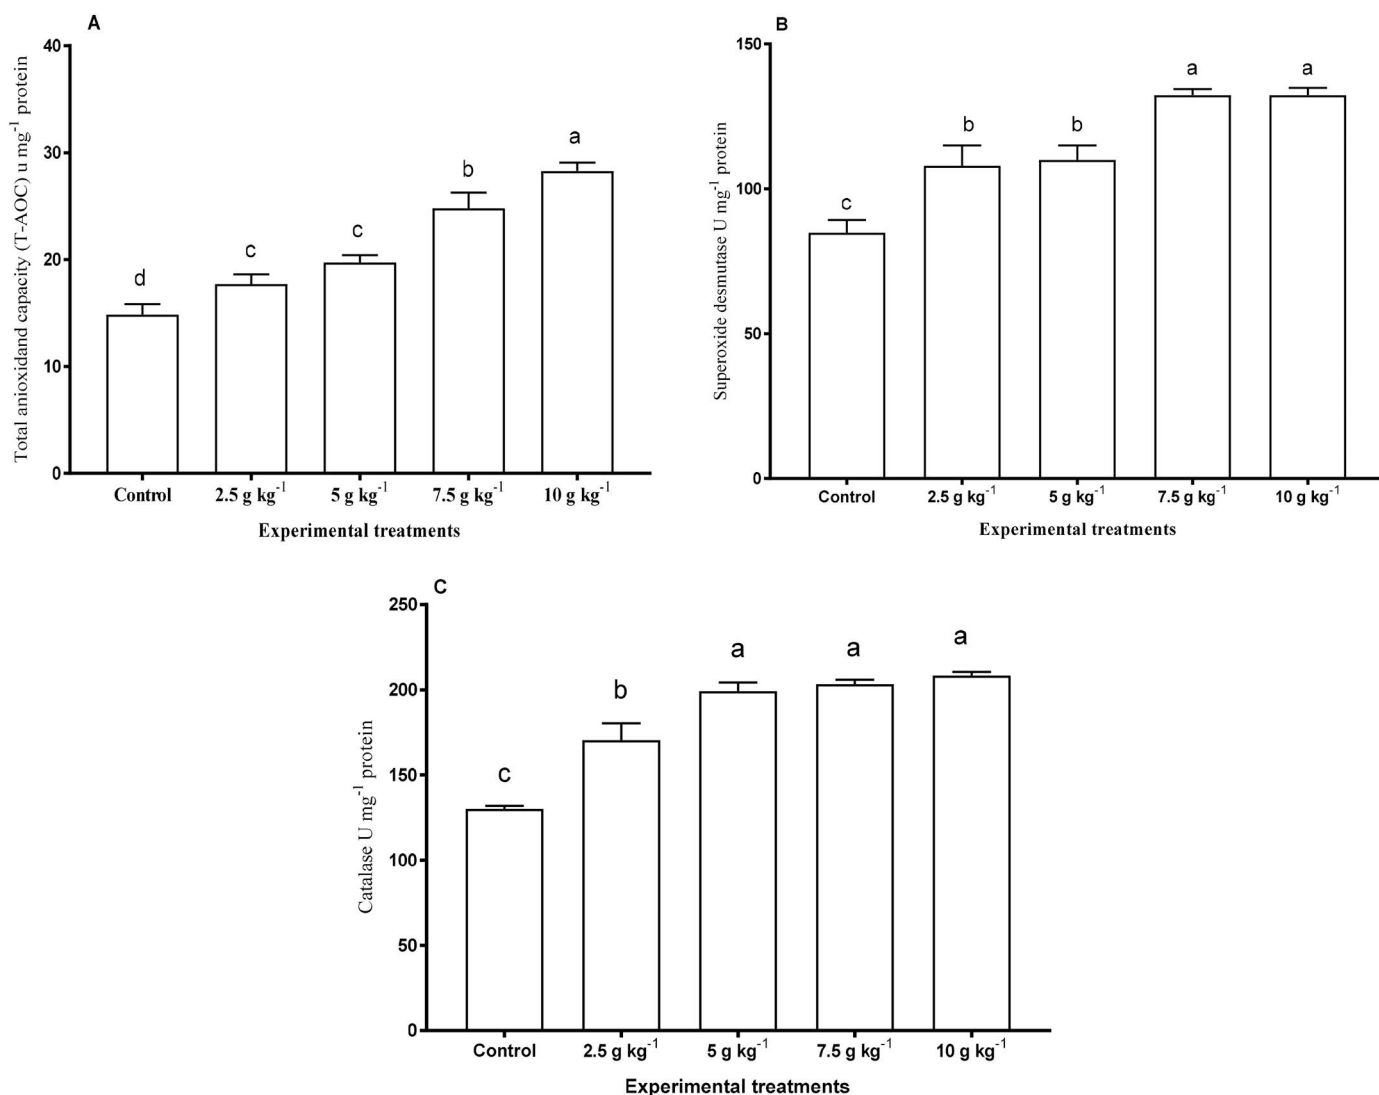 A
Total anioxidand capacity (T-AOC) u mg⁻¹ protein
40
30
20
10
0
d
c
c
b
a
Control
2.5 g kg⁻¹
5 g kg⁻¹
7.5 g kg⁻¹
10 g kg⁻¹
Experimental treatments
B
Superoxide desmutase U mg⁻¹ protein
150
100
50
0
c
b
b
a
a
Control
2.5 g kg⁻¹
5 g kg⁻¹
7.5 g kg⁻¹
10 g kg⁻¹
Experimental treatments
C
Catalase U mg⁻¹ protein
250
200
150
100
50
0
c
b
a
a
a
Control
2.5 g kg⁻¹
5 g kg⁻¹
7.5 g kg⁻¹
10 g kg⁻¹
Experimental treatments